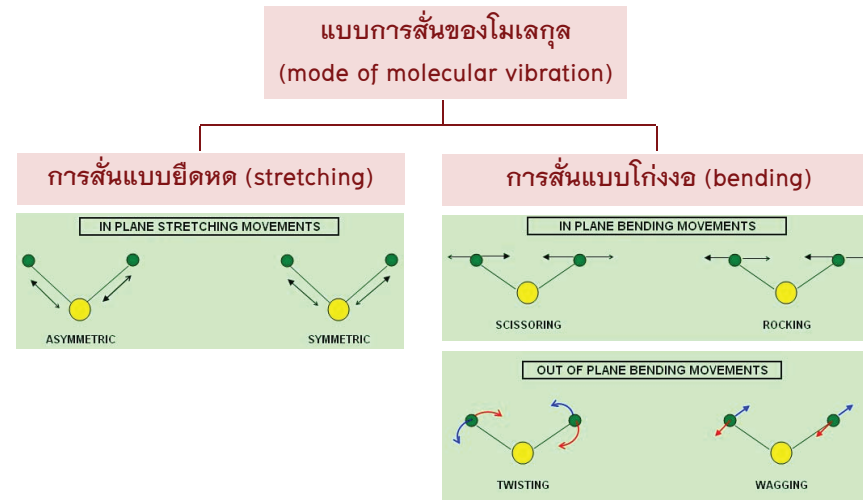 แบบการสั่นของโมเลกุล
(mode of molecular vibration)
การสั่นแบบยืดหด (stretching)
IN PLANE STRETCHING MOVEMENTS
ASYMMETRIC
SYMMETRIC
การสั่นแบบโก่งงอ (bending)
IN PLANE BENDING MOVEMENTS
SCISSORING
ROCKING
OUT OF PLANE BENDING MOVEMENTS
TWISTING
WAGGING